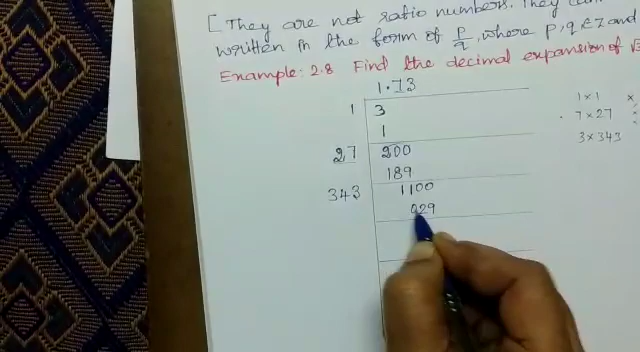 [They are not ratio numbers. They can
written in the form of p/q, where p,q ∈ Z and
Example: 2.8 Find the decimal expansion of √
1.73
1 3
1
27 200
189
343 1100
929
1 x 1
7 x 27
3 x 343